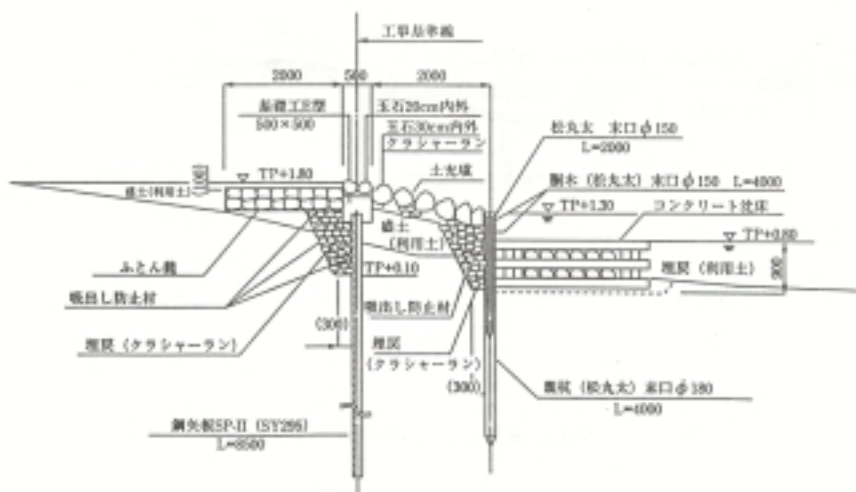 工事基準線
2000
500
2000
基礎工E型
500×500
玉石20cm内外
玉石30cm内外
クラシャーラン
土充填
松丸太 末口φ150
L=2000
胴木(松丸太)末口φ150 L=4000
TP+1.80
TP+1.30
コンクリート沈床
TP+0.80
盛土(利用土)
盛土
(利用土)
ふとん籠
TP+0.10
埋戻(利用土)
900
吸出し防止材
吸出し防止材
(300)
埋戻(クラシャーラン)
埋戻
(クラシャーラン)
(300)
親杭(松丸太)末口φ180
L=4000
鋼矢板SP-II(SY295)
L=8500